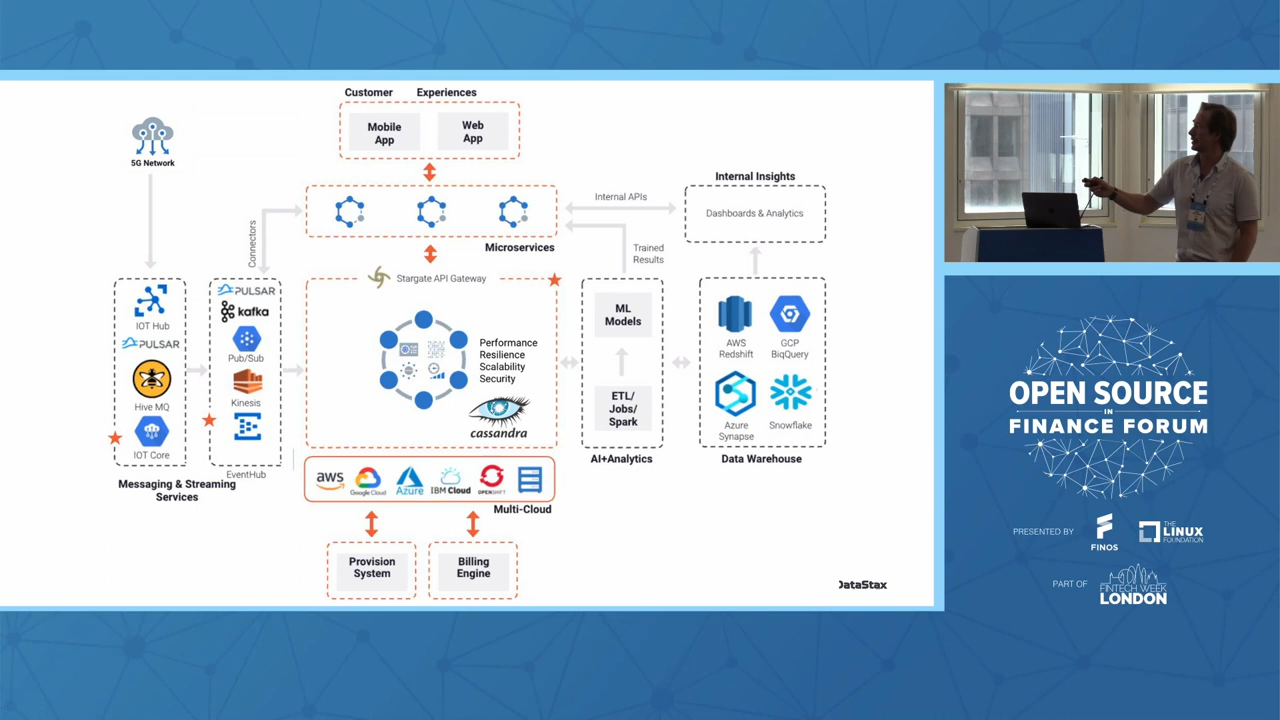 Customer Experiences
Mobile
App
Web
App
5G Network
Connectors
Microservices
Internal APIs
Trained
Results
Internal Insights
Dashboards & Analytics
Stargate API Gateway
IOT Hub
PULSAR
Hive MQ
IOT Core
Messaging & Streaming
Services
PULSAR
kafka
Pub/Sub
Kinesis
EventHub
Performance
Resilience
Scalability
Security
cassandra
ML
Models
ETL/
Jobs/
Spark
AI+Analytics
AWS
Redshift
GCP
BiqQuery
Azure
Synapse
Snowflake
Data Warehouse
aws
Google Cloud
Azure
IBM Cloud
OPENSHIFT
Multi-Cloud
Provision
System
Billing
Engine
DataStax
OPEN SOURCE
IN
FINANCE FORUM
PRESENTED BY
FINOS
THE
LINUX
FOUNDATION
PART OF
FINTECH WEEK
LONDON